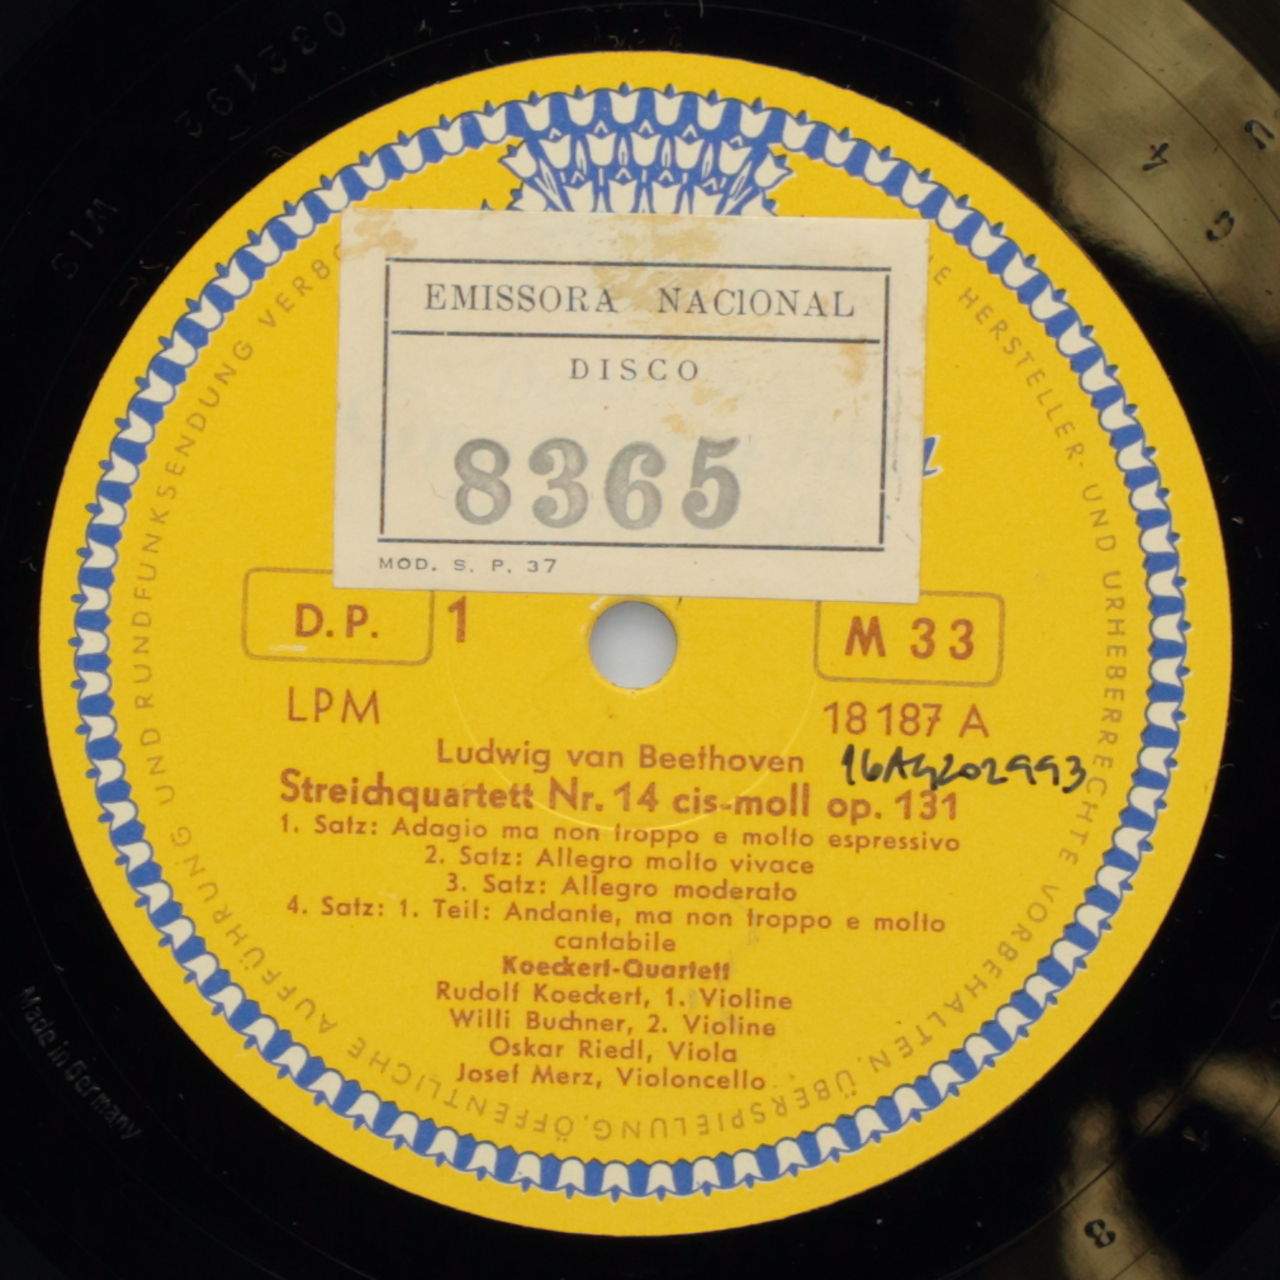 EMISSORA NACIONAL
DISCO
8365
MOD. S. P. 37
D.P.
1
M 33
LPM
18187 A
Ludwig van Beethoven
Streichquartett Nr. 14 cis-moll op. 131
1. Satz: Adagio ma non troppo e molto espressivo
2. Satz: Allegro molto vivace
3. Satz: Allegro moderato
4. Satz: 1. Teil: Andante, ma non troppo e molto
cantabile
Koeckert-Quartett
Rudolf Koeckert, 1. Violine
Willi Buchner, 2. Violine
Oskar Riedl, Viola
Josef Merz, Violoncello
HERSTELLER- UND URHEBERRECHTE VORBEHALTEN. ÜBERSPIELUNG, ÖFFENTLICHE AUFFÜHRUNG UND RUNDFUNKSENDUNG
Made in Germany